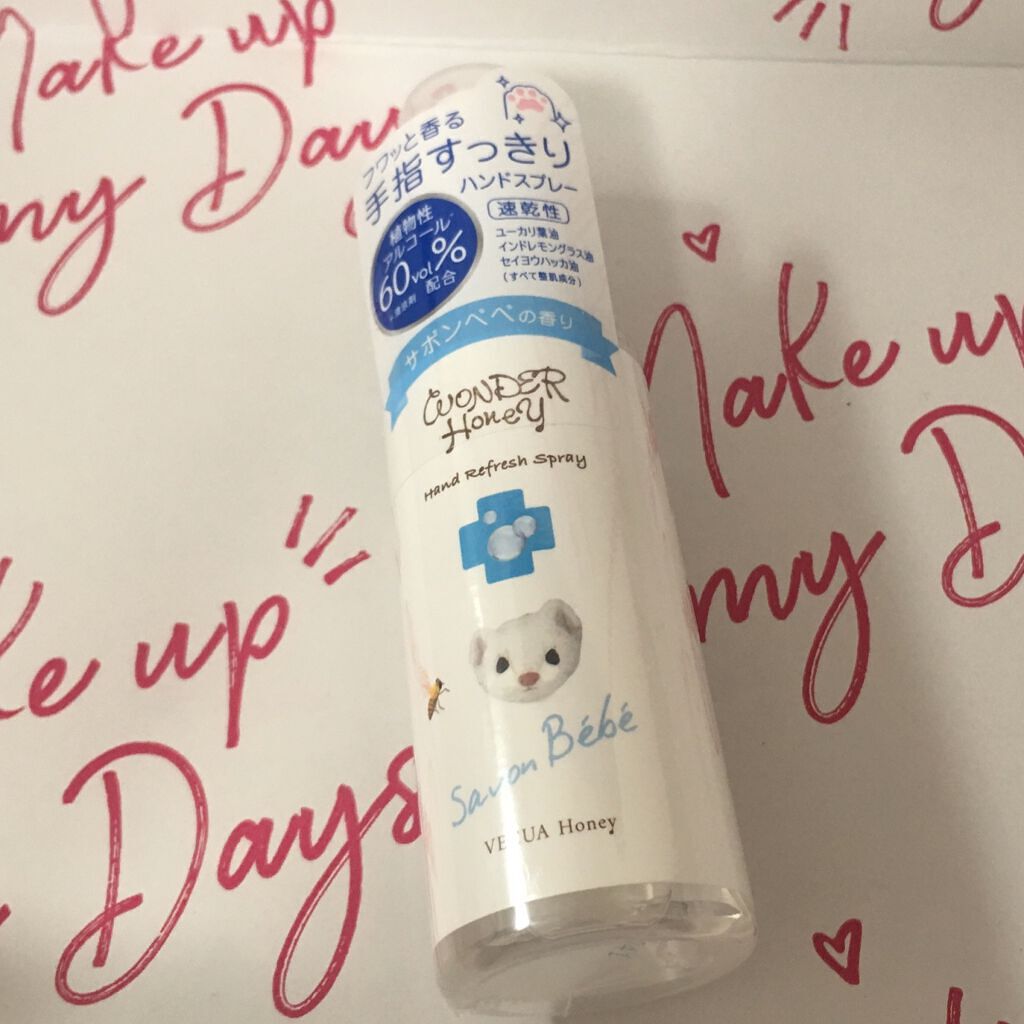 Make up
my Days
フワッと香る
手指すっきり
ハンドスプレー
速乾性
植物性
アルコール*
60vol%
配合
*清涼剤
ユーカリ葉油
インドレモングラス油
セイヨウハッカ油
(すべて整肌成分)
サボンベベの香り
WONDER
Honey
Hand Refresh Spray
Savon Bébé
VECUA Honey
Make up
my D
ke up
Days